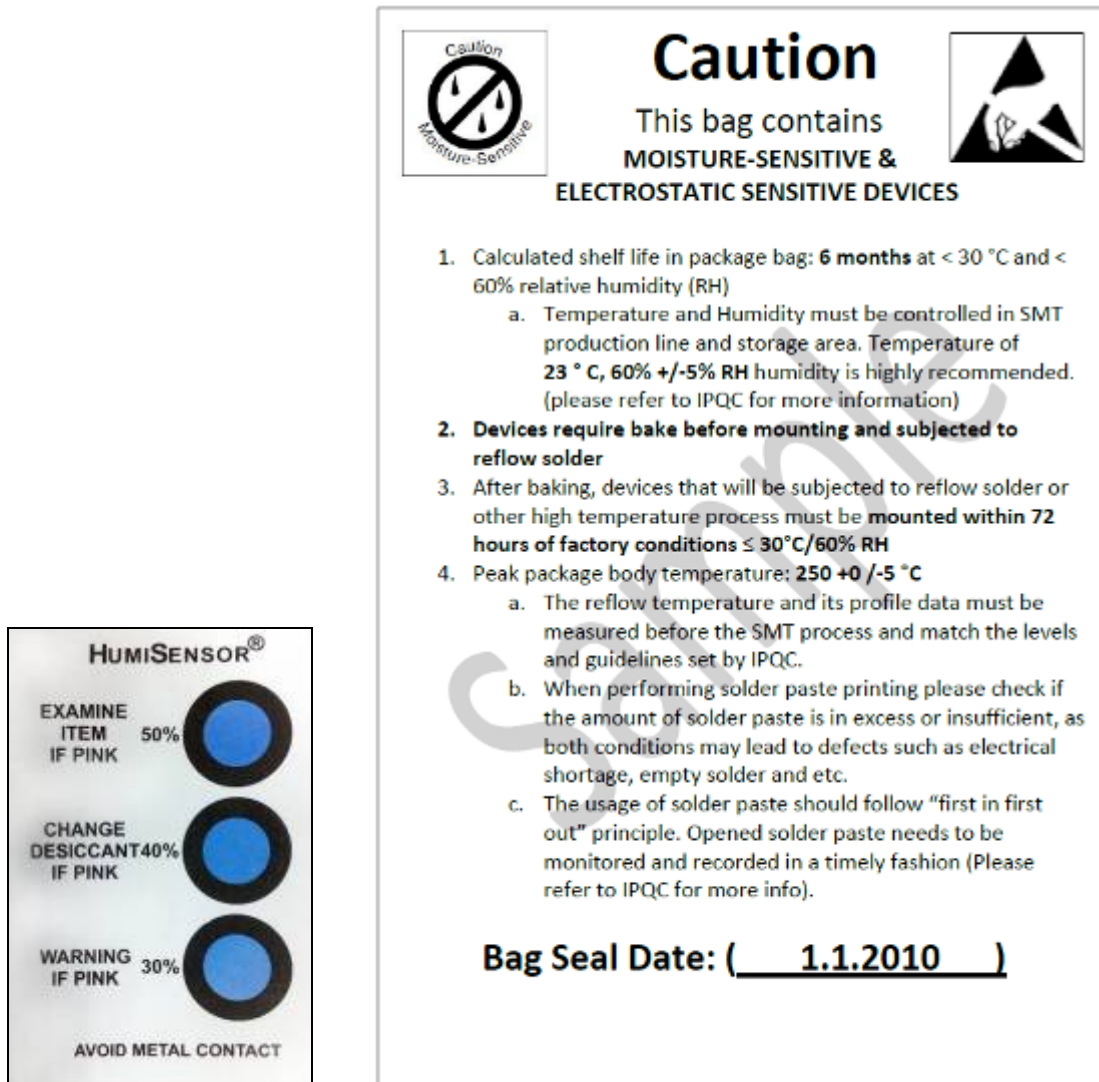 Caution
Moisture-Sensitive
Caution
This bag contains
MOISTURE-SENSITIVE &
ELECTROSTATIC SENSITIVE DEVICES
1. Calculated shelf life in package bag: 6 months at < 30 °C and <
60% relative humidity (RH)
a. Temperature and Humidity must be controlled in SMT
production line and storage area. Temperature of
23 ° C, 60% +/-5% RH humidity is highly recommended.
(please refer to IPQC for more information)
2. Devices require bake before mounting and subjected to
reflow solder
3. After baking, devices that will be subjected to reflow solder or
other high temperature process must be mounted within 72
hours of factory conditions ≤ 30°C/60% RH
4. Peak package body temperature: 250 +0 /-5 °C
a. The reflow temperature and its profile data must be
measured before the SMT process and match the levels
and guidelines set by IPQC.
b. When performing solder paste printing please check if
the amount of solder paste is in excess or insufficient, as
both conditions may lead to defects such as electrical
shortage, empty solder and etc.
c. The usage of solder paste should follow “first in first
out” principle. Opened solder paste needs to be
monitored and recorded in a timely fashion (Please
refer to IPQC for more info).
Bag Seal Date: ( 1.1.2010 )
Sample
HUMISENSOR®
EXAMINE
ITEM 50%
IF PINK
CHANGE
DESICCANT 40%
IF PINK
WARNING 30%
IF PINK
AVOID METAL CONTACT